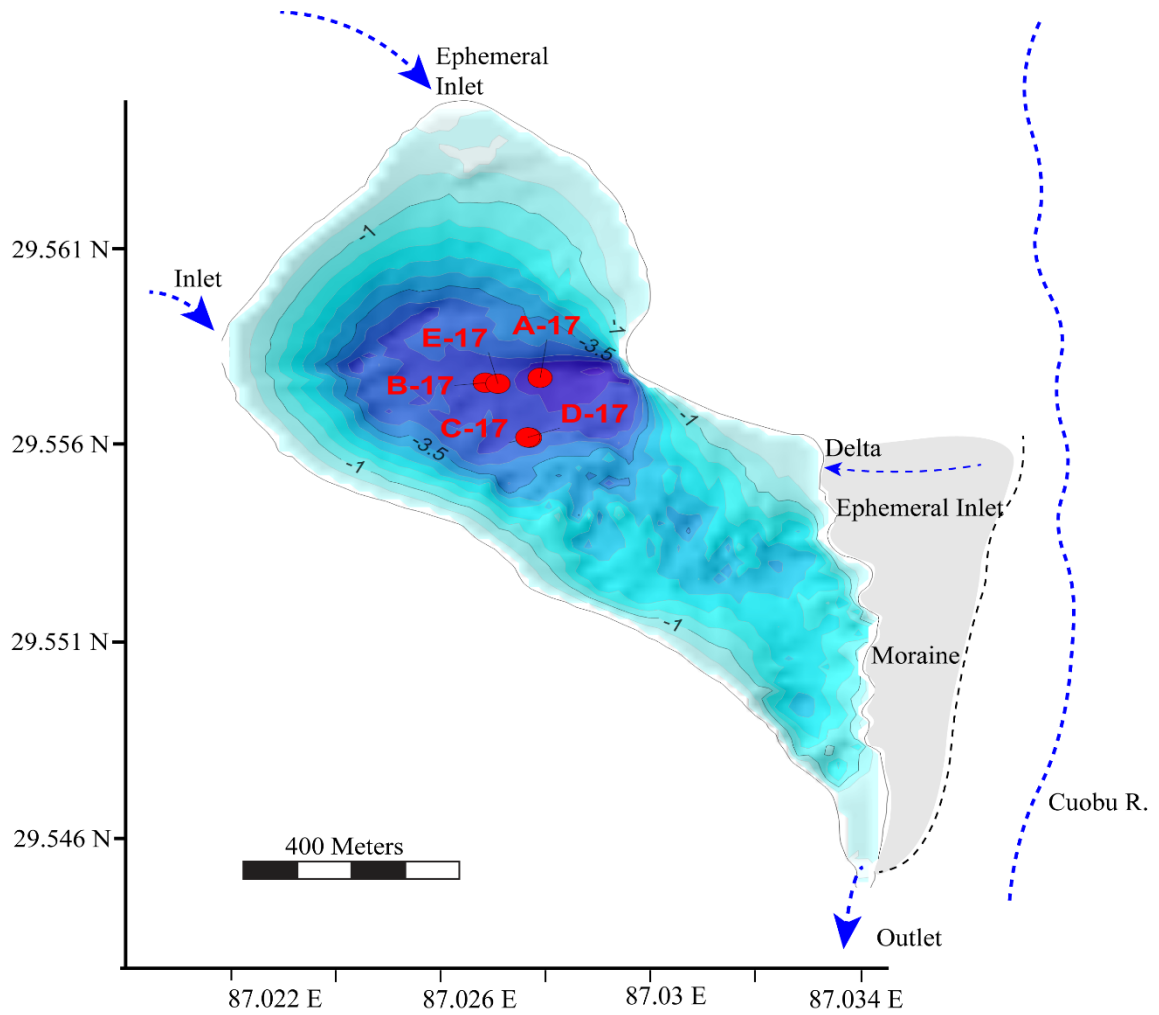 Ephemeral
Inlet
29.561 N
-1
Inlet
A-17
-1
E-17
-3.5
B-17
C-17
D-17
29.556 N
-3.5
-1
Delta
Ephemeral Inlet
-1
29.551 N
Moraine
Cuobu R.
29.546 N
400 Meters
Outlet
87.022 E
87.026 E
87.03 E
87.034 E